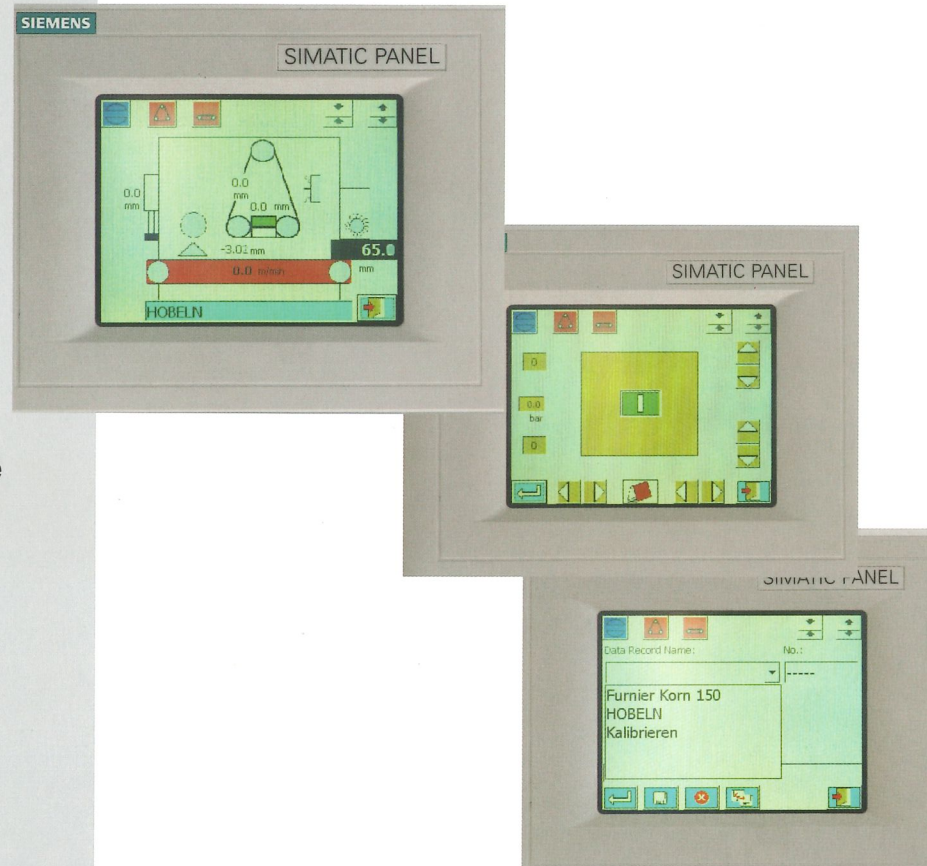 SIEMENS
SIMATIC PANEL
0.0
mm
0.0
mm
0.0 mm
-3.01 mm
65.0
mm
0.0 m/min
HOBELN
SIMATIC PANEL
0
0.0
bar
0
e
SIMATIC PANEL
Data Record Name:
No.:
-----
Furnier Korn 150
HOBELN
Kalibrieren